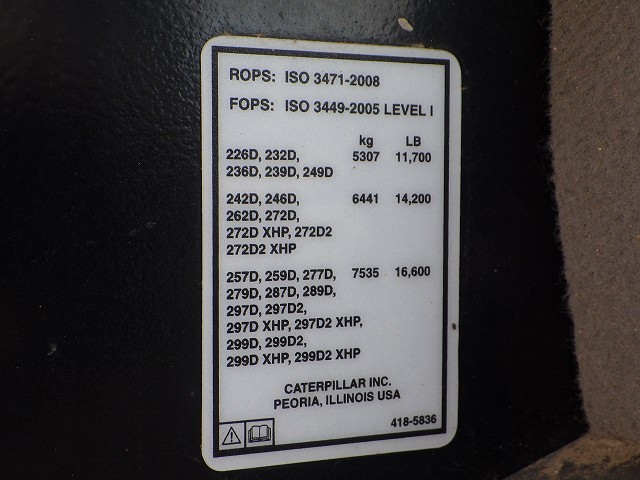 ROPS: ISO 3471-2008
FOPS: ISO 3449-2005 LEVEL I
kg LB
226D, 232D, 5307 11,700
236D, 239D, 249D
242D, 246D, 6441 14,200
262D, 272D,
272D XHP, 272D2
272D2 XHP
257D, 259D, 277D, 7535 16,600
279D, 287D, 289D,
297D, 297D2,
297D XHP, 297D2 XHP,
299D, 299D2,
299D XHP, 299D2 XHP
CATERPILLAR INC.
PEORIA, ILLINOIS USA
418-5836